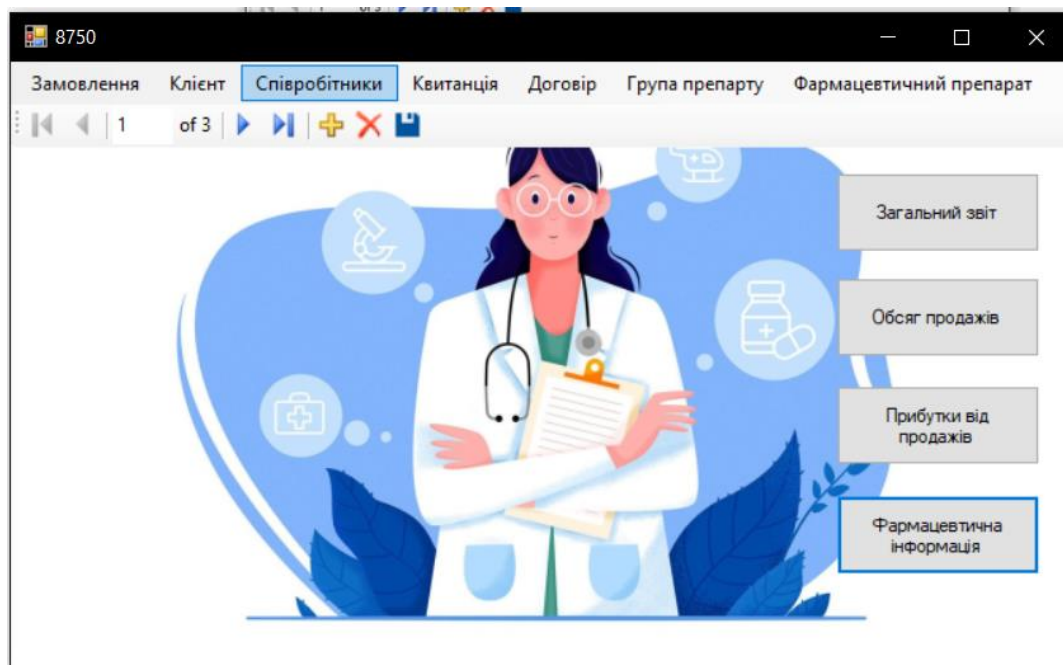 8750
Замовлення Клієнт Співробітники Квитанція Договір Група препарту Фармацевтичний препарат
1 of 3
Загальний звіт
Обсяг продажів
Прибутки від
продажів
Фармацевтична
інформація